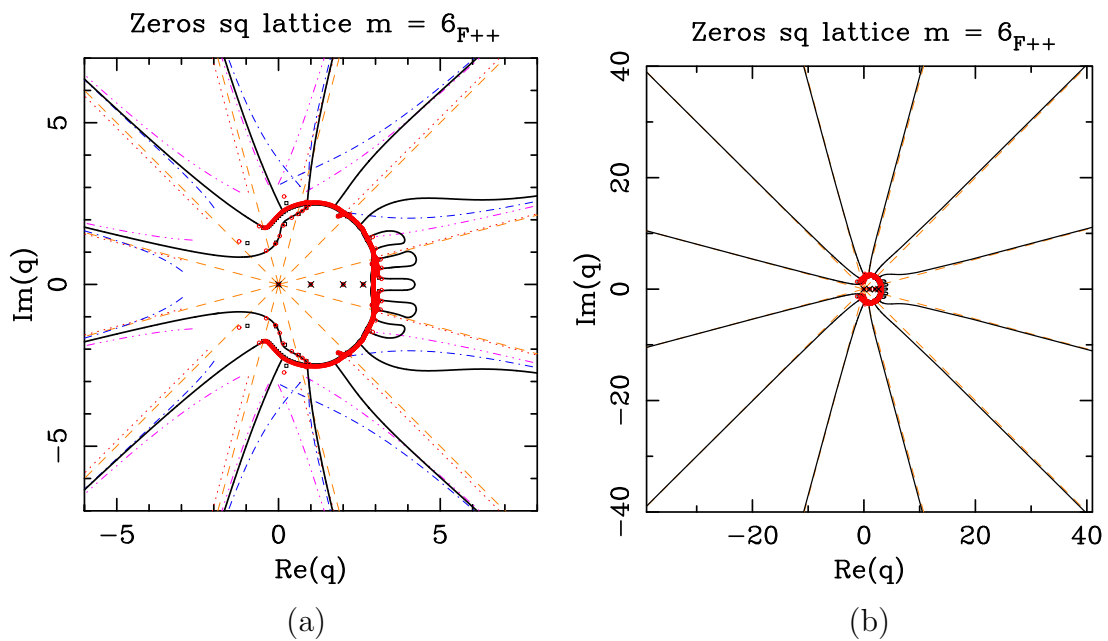 Zeros sq lattice m = 6F++
Im(q)
5
0
−5
−5 0 5
Re(q)
(a)
Zeros sq lattice m = 6F++
Im(q)
40
20
0
−20
−40
−20 0 20 40
Re(q)
(b)